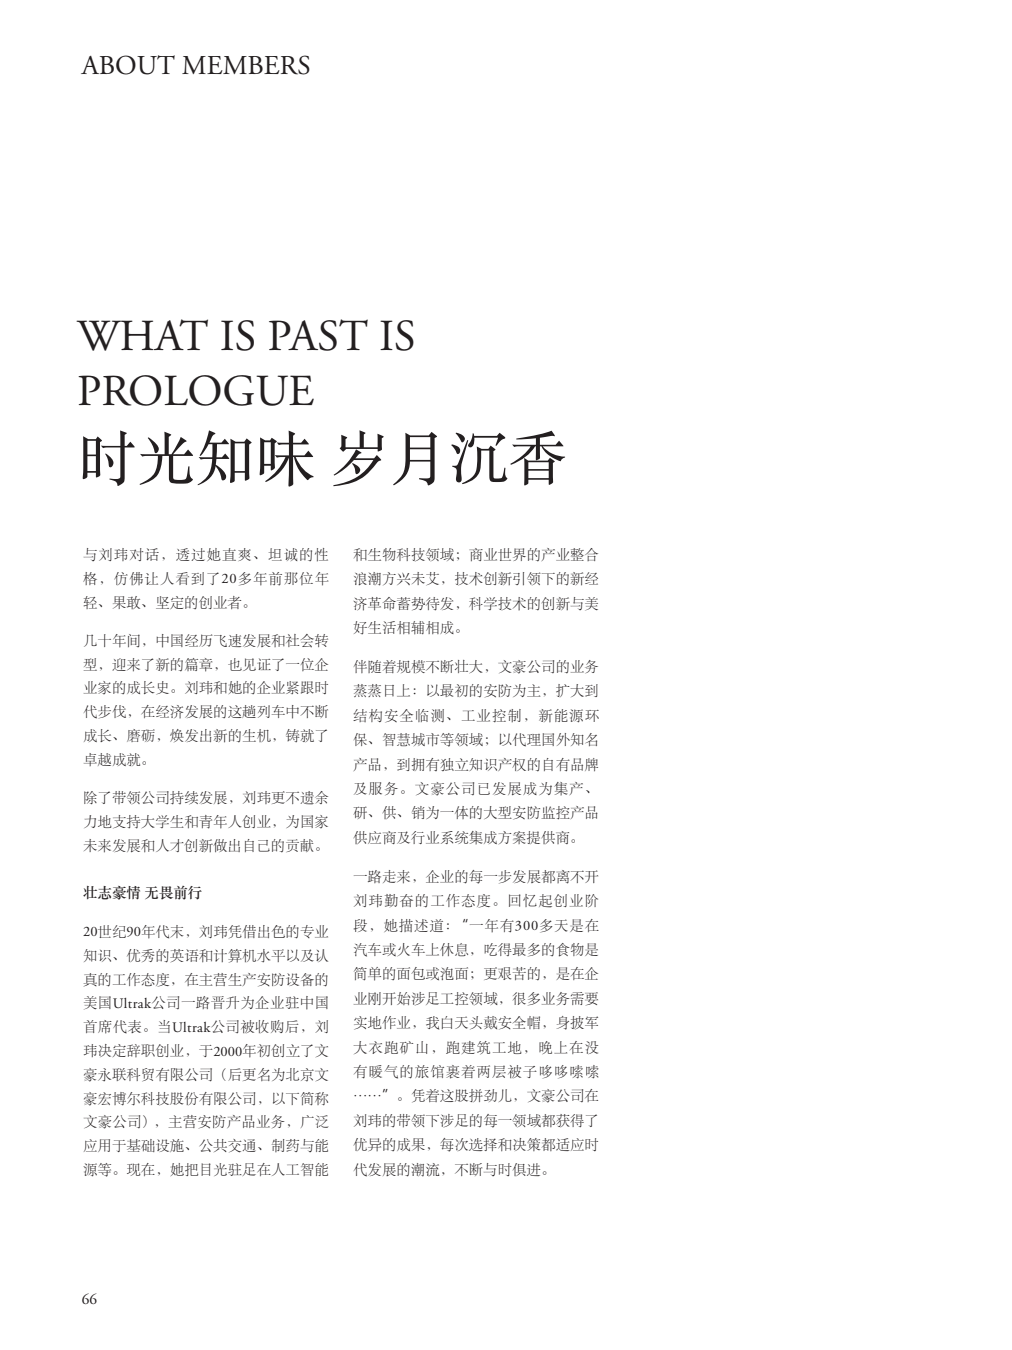 ABOUT MEMBERS
WHAT IS PAST IS
PROLOGUE
时光知味 岁月沉香
与刘玮对话，透过她直爽、坦诚的性
格，仿佛让人看到了20多年前那位年
轻、果敢、坚定的创业者。
几十年间，中国经历飞速发展和社会转
型，迎来了新的篇章，也见证了一位企
业家的成长史。刘玮和她的企业紧跟时
代步伐，在经济发展的这趟列车中不断
成长、磨砺，焕发出新的生机，铸就了
卓越成就。
除了带领公司持续发展，刘玮更不遗余
力地支持大学生和青年人创业，为国家
未来发展和人才创新做出自己的贡献。
壮志豪情 无畏前行
20世纪90年代末，刘玮凭借出色的专业
知识、优秀的英语和计算机水平以及认
真的工作态度，在主营生产安防设备的
美国Ultrak公司一路晋升为企业驻中国
首席代表。当Ultrak公司被收购后，刘
玮决定辞职创业，于2000年初创立了文
豪永联科贸有限公司（后更名为北京文
豪宏博尔科技股份有限公司，以下简称
文豪公司），主营安防产品业务，广泛
应用于基础设施、公共交通、制药与能
源等。现在，她把目光驻足在人工智能
和生物科技领域；商业世界的产业整合
浪潮方兴未艾，技术创新引领下的新经
济革命蓄势待发，科学技术的创新与美
好生活相辅相成。
伴随着规模不断壮大，文豪公司的业务
蒸蒸日上：以最初的安防为主，扩大到
结构安全临测、工业控制，新能源环
保、智慧城市等领域；以代理国外知名
产品，到拥有独立知识产权的自有品牌
及服务。文豪公司已发展成为集产、
研、供、销为一体的大型安防监控产品
供应商及行业系统集成方案提供商。
一路走来，企业的每一步发展都离不开
刘玮勤奋的工作态度。回忆起创业阶
段，她描述道：“一年有300多天是在
汽车或火车上休息，吃得最多的食物是
简单的面包或泡面；更艰苦的，是在企
业刚开始涉足工控领域，很多业务需要
实地作业，我白天头戴安全帽，身披军
大衣跑矿山，跑建筑工地，晚上在没
有暖气的旅馆裹着两层被子哆哆嗦嗦
……”。凭着这股拼劲儿，文豪公司在
刘玮的带领下涉足的每一领域都获得了
优异的成果，每次选择和决策都适应时
代发展的潮流，不断与时俱进。
66